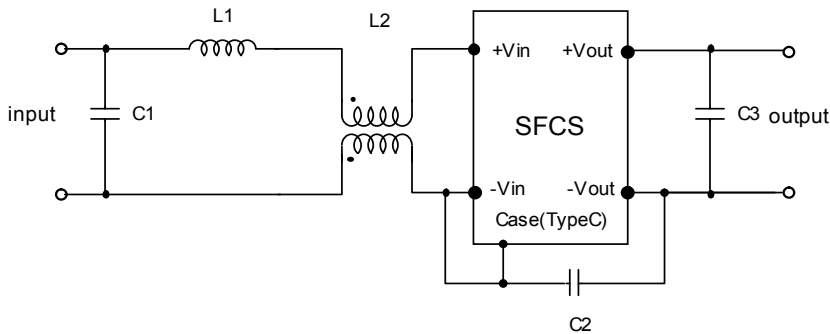 L1
L2
+Vin
+Vout
input
C1
SFCS
C3
output
-Vin
-Vout
Case(TypeC)
C2